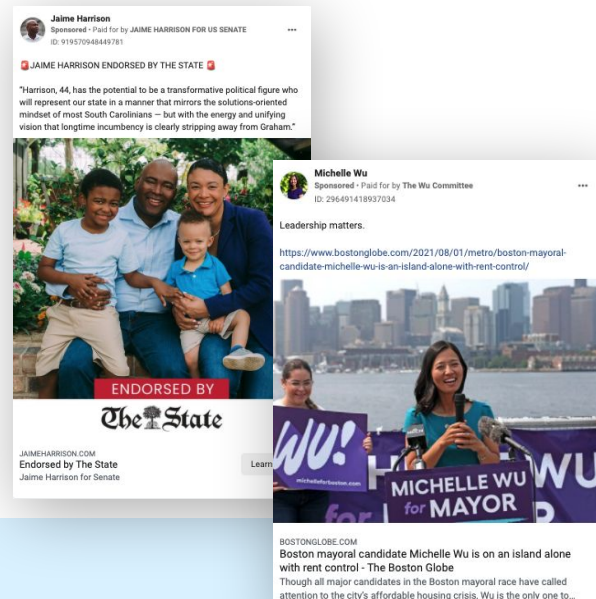 Jaime Harrison
Sponsored • Paid for by JAIME HARRISON FOR US SENATE
ID: 919570948449781
🚨JAIME HARRISON ENDORSED BY THE STATE 🚨
"Harrison, 44, has the potential to be a transformative political figure who
will represent our state in a manner that mirrors the solutions-oriented
mindset of most South Carolinians — but with the energy and unifying
vision that longtime incumbency is clearly stripping away from Graham."
ENDORSED BY
The State
JAIMEHARRISON.COM
Endorsed by The State
Jaime Harrison for Senate
Learn
Michelle Wu
Sponsored • Paid for by The Wu Committee
ID: 296491418937034
Leadership matters.
https://www.bostonglobe.com/2021/08/01/metro/boston-mayoral-
candidate-michelle-wu-is-an-island-alone-with-rent-control/
WU!
michelleforboston.com
MICHELLE WU
for MAYOR
WU
for
BOSTONGLOBE.COM
Boston mayoral candidate Michelle Wu is on an island alone
with rent control - The Boston Globe
Though all major candidates in the Boston mayoral race have called
attention to the city's affordable housing crisis, Wu is the only one to...